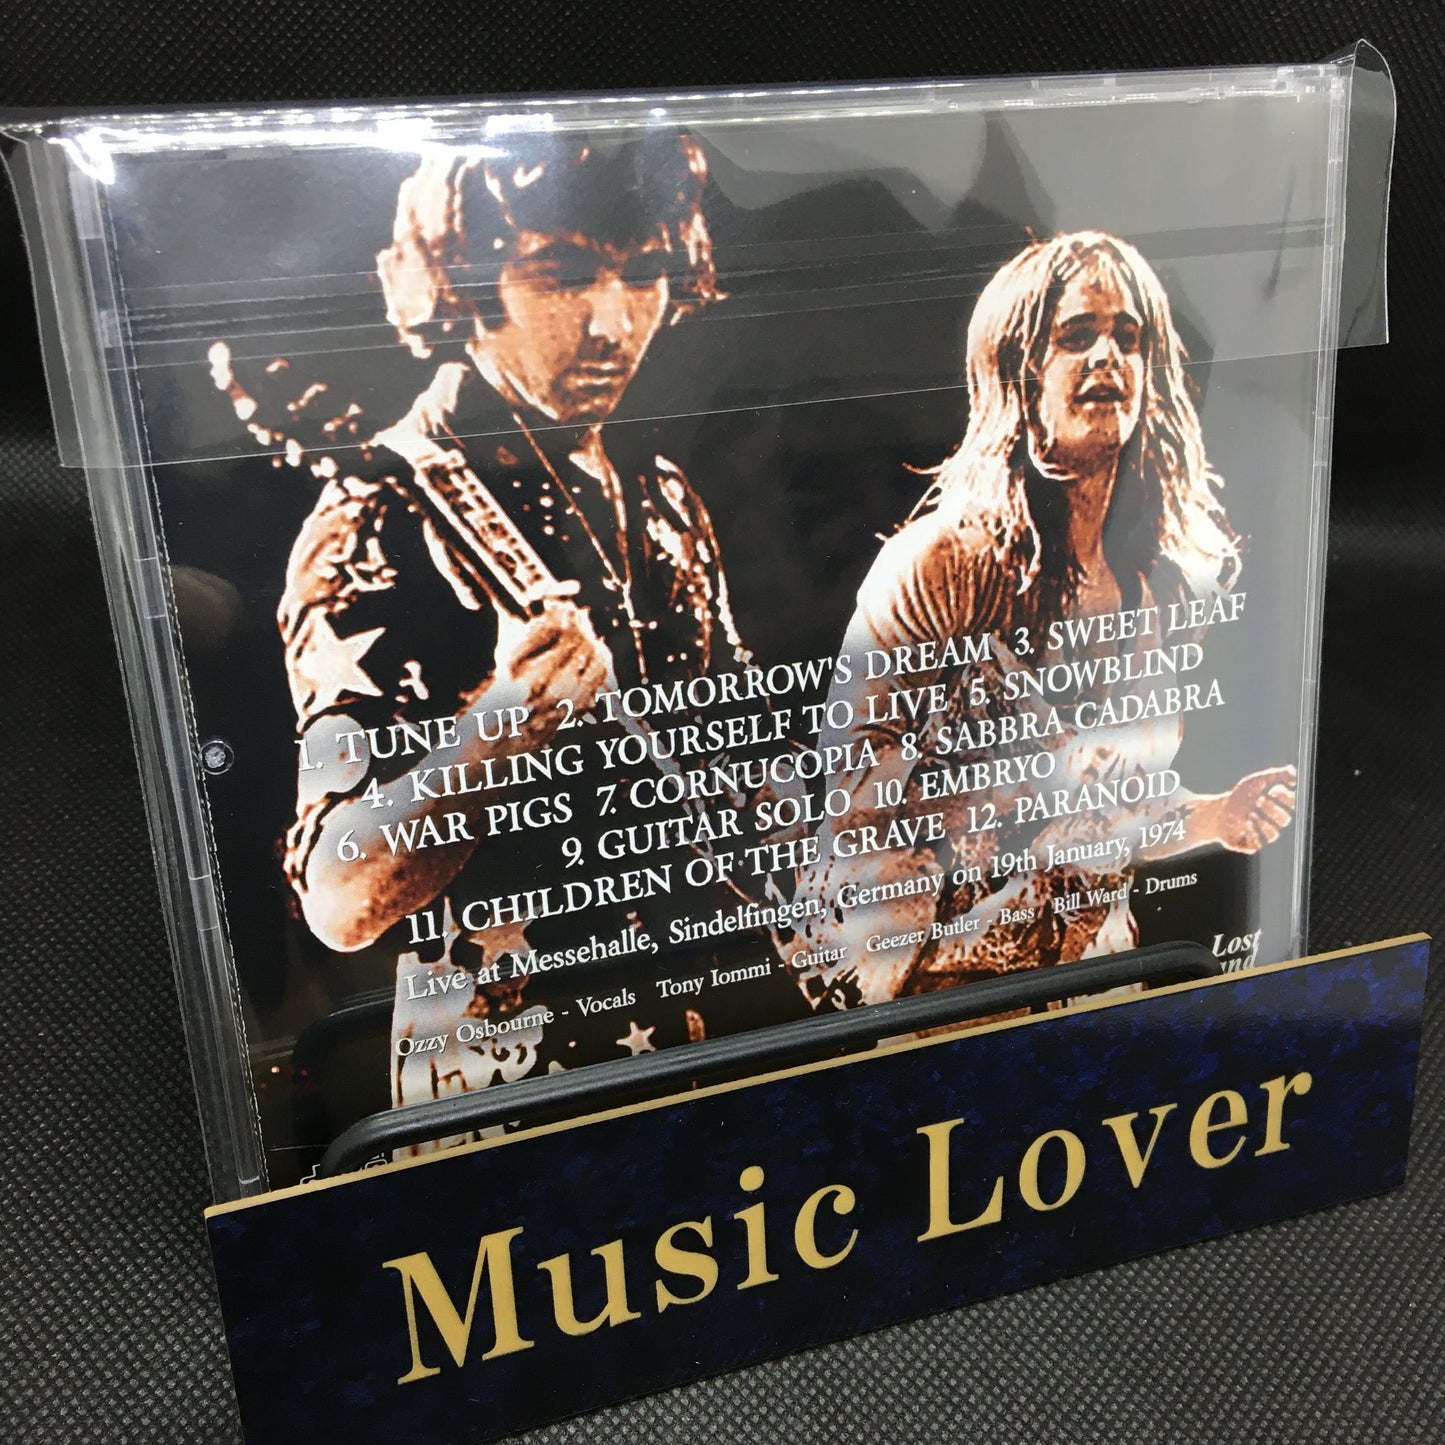 1. TUNE UP 2. TOMORROW'S DREAM 3. SWEET LEAF
4. KILLING YOURSELF TO LIVE 5. SNOWBLIND
6. WAR PIGS 7. CORNUCOPIA 8. SABBRA CADABRA
9. GUITAR SOLO 10. EMBRYO
11. CHILDREN OF THE GRAVE 12. PARANOID
Live at Messehalle, Sindelfingen, Germany on 19th January, 1974
Ozzy Osbourne - Vocals Tony Iommi - Guitar Geezer Butler - Bass Bill Ward - Drums
Lost
Music Lover